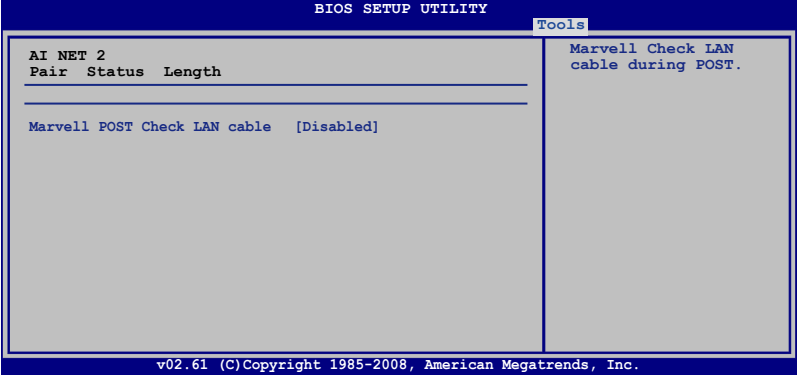 BIOS SETUP UTILITY
Tools
AI NET 2
Pair Status Length
Marvell POST Check LAN cable [Disabled]
Marvell Check LAN
cable during POST.
v02.61 (C)Copyright 1985-2008, American Megatrends, Inc.